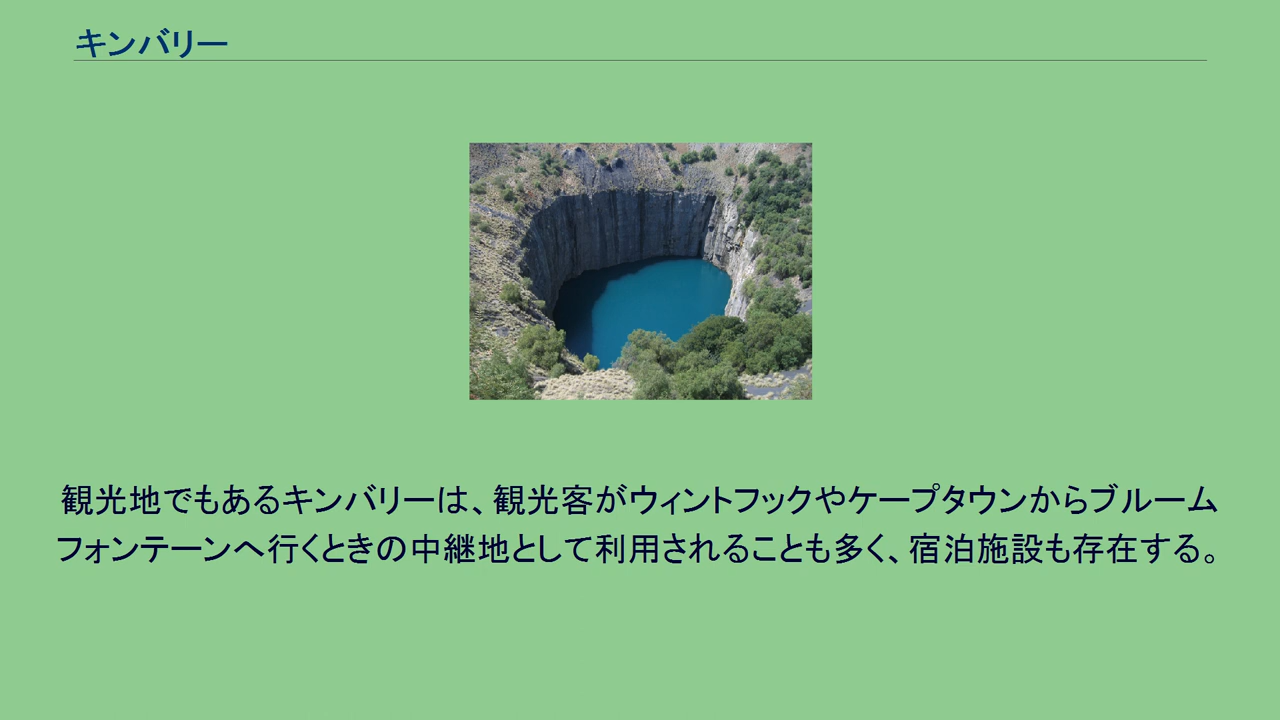 キンバリー
観光地でもあるキンバリーは、観光客がウィントフックやケープタウンからブルーム
フォンテーンへ行くときの中継地として利用されることも多く、宿泊施設も存在する。